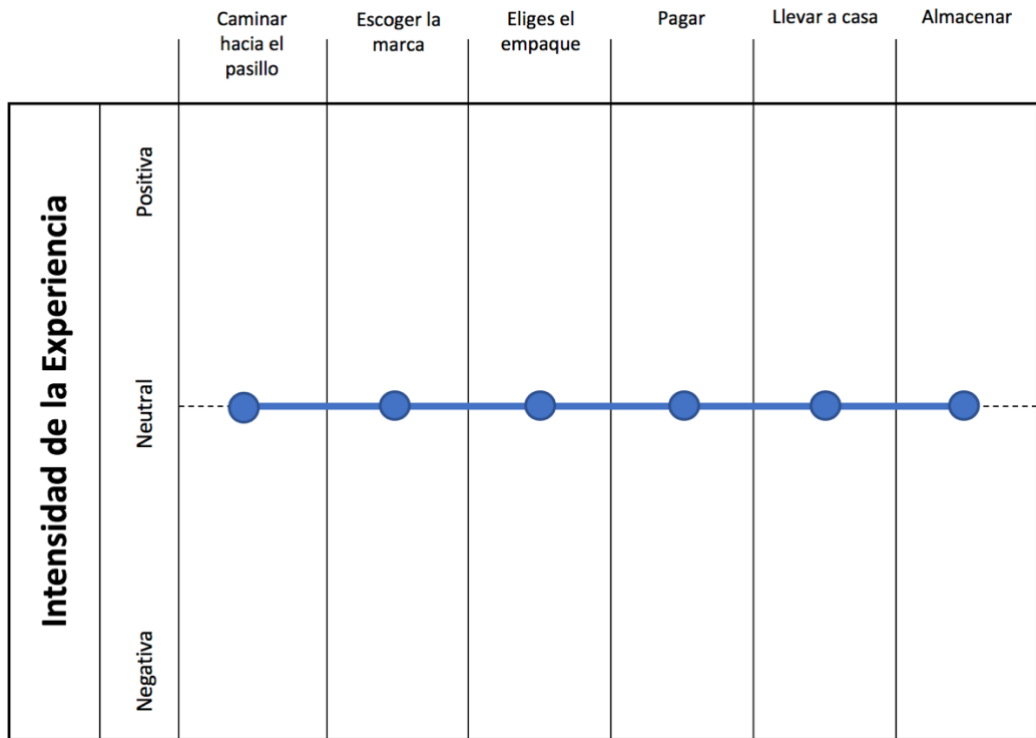 Caminar
hacia el
pasillo
Escoger la
marca
Eliges el
empaque
Pagar
Llevar a casa
Almacenar
Intensidad de la Experiencia
Positiva
Neutral
Negativa